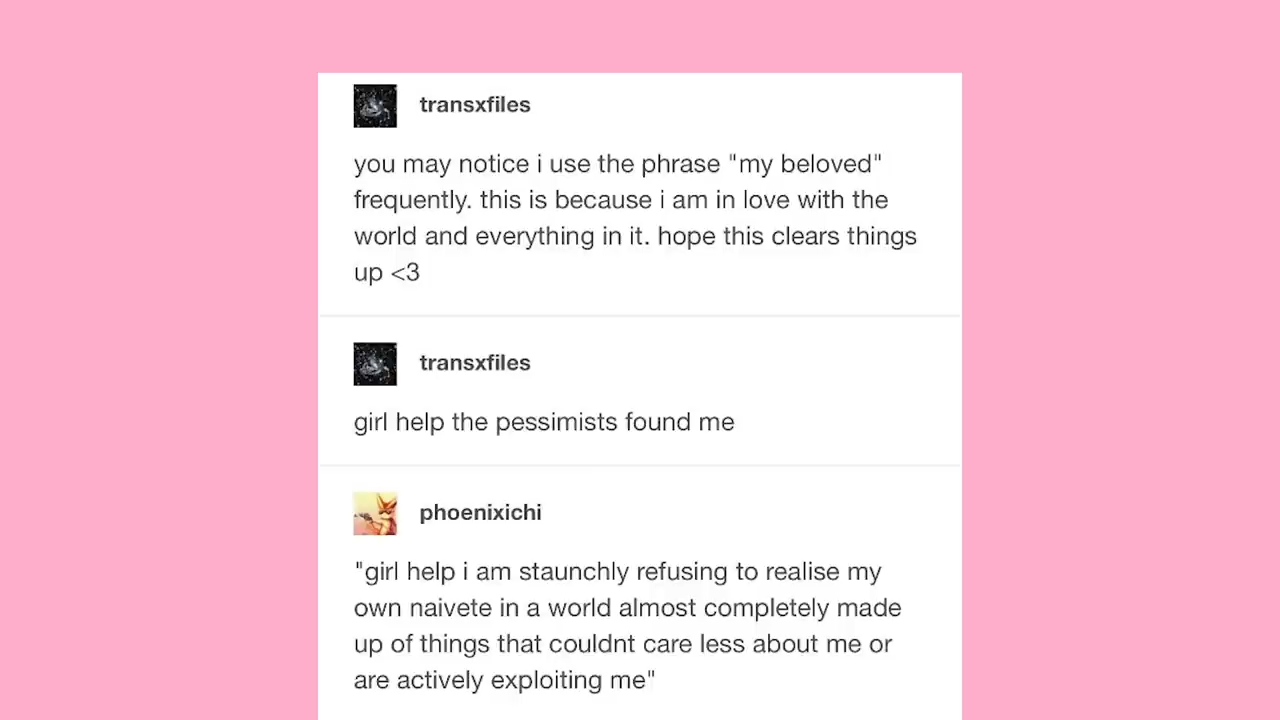 transxfiles
you may notice i use the phrase "my beloved"
frequently. this is because i am in love with the
world and everything in it. hope this clears things
up <3
transxfiles
girl help the pessimists found me
phoenixichi
"girl help i am staunchly refusing to realise my
own naivete in a world almost completely made
up of things that couldnt care less about me or
are actively exploiting me"